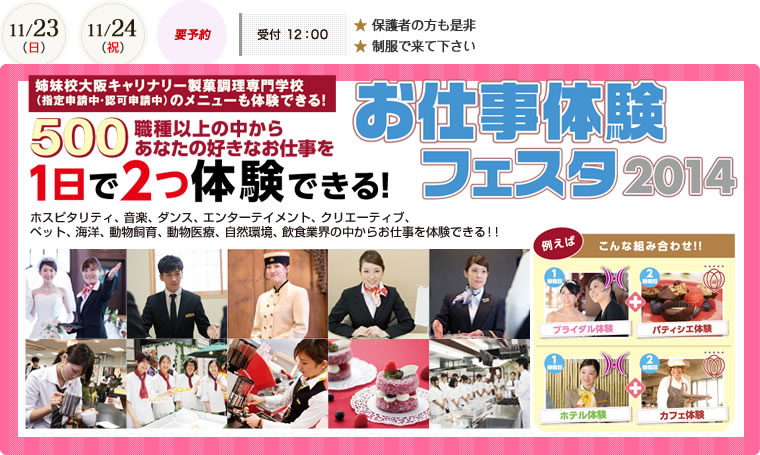 11/23
(日)
11/24
(祝)
要予約
受付 12:00
★ 保護者の方も是非
★ 制服で来て下さい
姉妹校大阪キャリナリー製菓調理専門学校
(指定申請中・認可申請中)のメニューも体験できる!
500職種以上の中から
あなたの好きなお仕事を
1日で2つ体験できる!
お仕事体験
フェスタ2014
ホスピタリティ、音楽、ダンス、エンターテイメント、クリエーティブ、
ペット、海洋、動物飼育、動物医療、自然環境、飲食業界の中からお仕事を体験できる!!
例えば
こんな組み合わせ!!
1
時間目
ブライダル体験
+
2
時間目
パティシエ体験
1
時間目
ホテル体験
+
2
時間目
カフェ体験